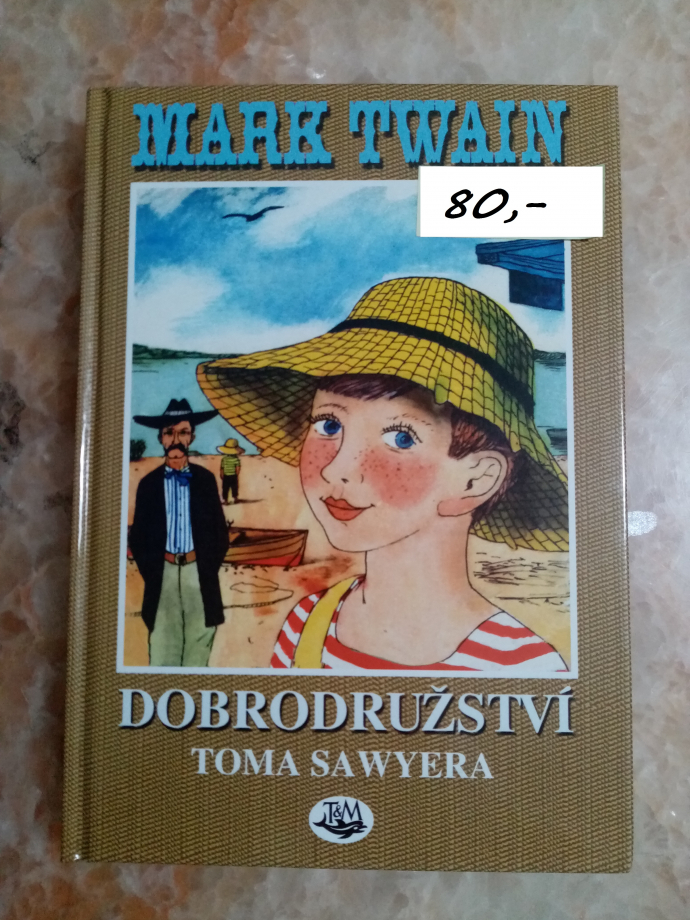 MARK TWAIN
80,-
DOBRODRUŽSTVÍ
TOMA SAWYERA
T&M